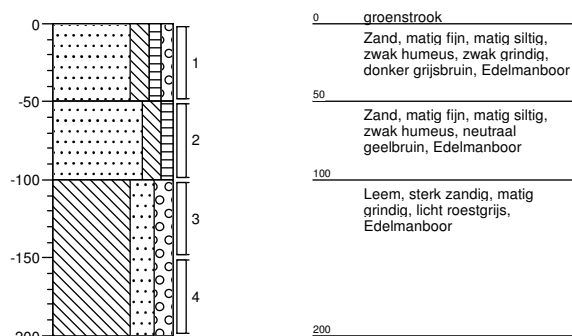 0
-50
-100
-150
-200
1
2
3
4
0 groenstrook
Zand, matig fijn, matig siltig,
zwak humeus, zwak grindig,
donker grijsbruin, Edelmanboor
50
Zand, matig fijn, matig siltig,
zwak humeus, neutraal
geelbruin, Edelmanboor
100
Leem, sterk zandig, matig
grindig, licht roestgrijs,
Edelmanboor
200